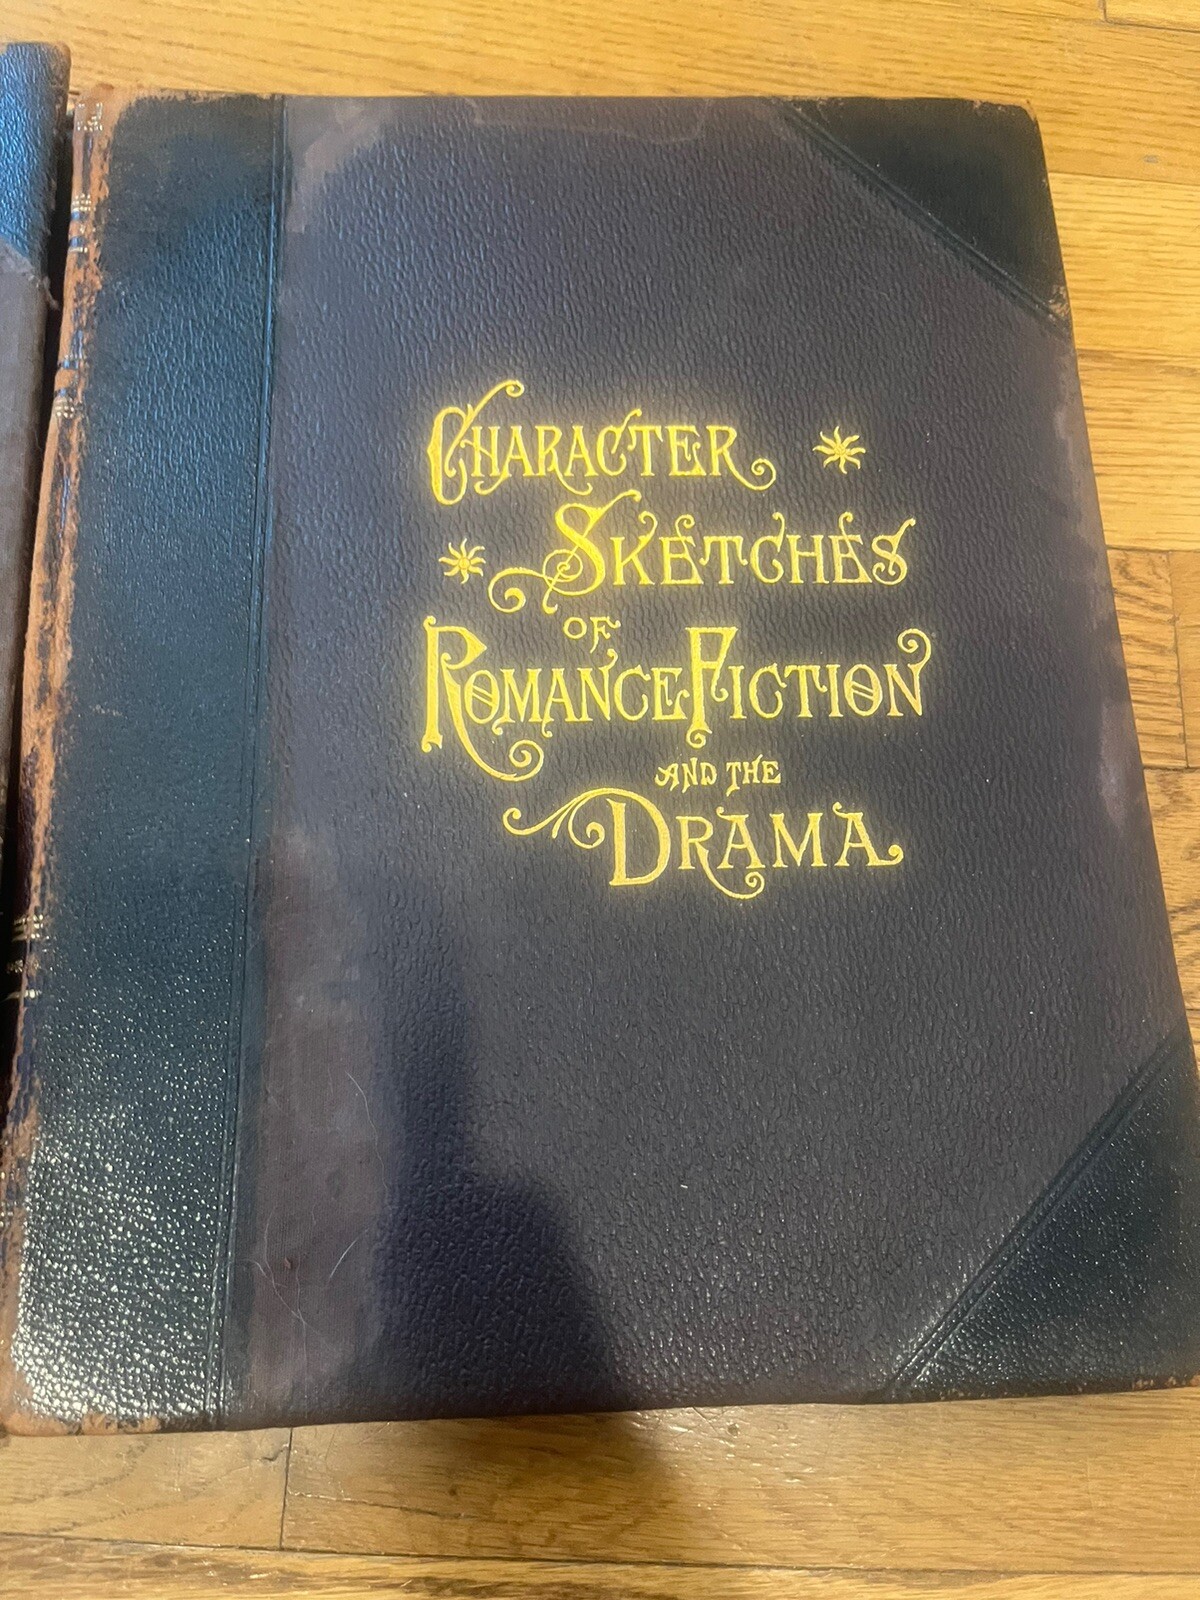 CHARACTER
SKETCHES
OF
ROMANCE FICTION
AND THE
DRAMA